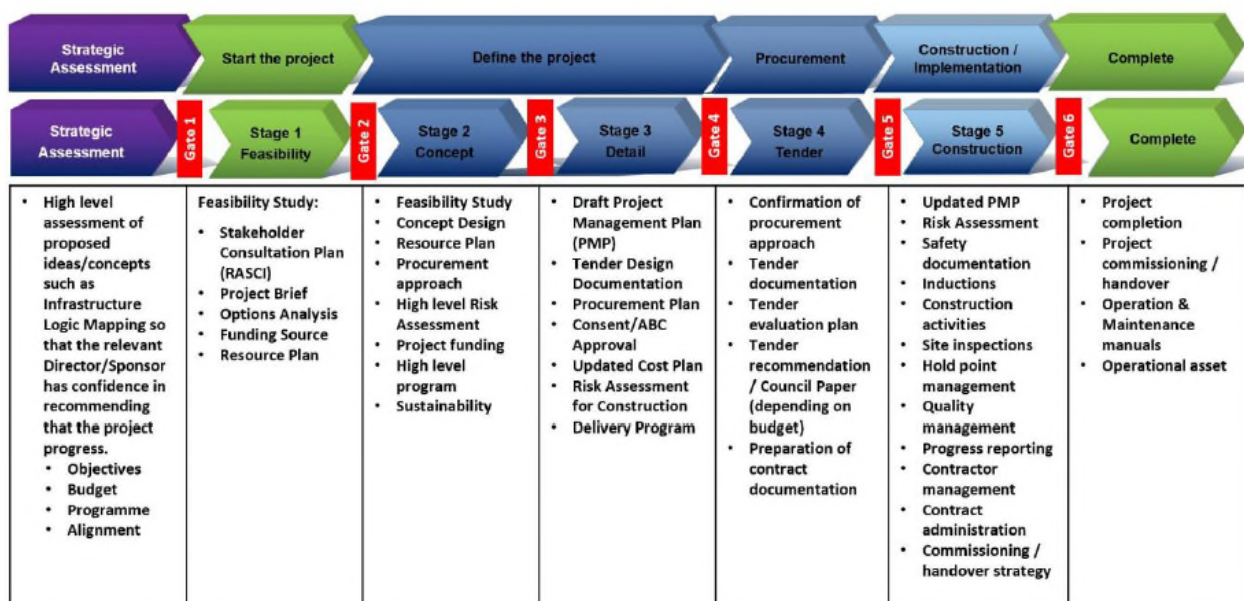 Strategic
Assessment
Start the project
Define the project
Procurement
Construction /
Implementation
Complete
Strategic
Assessment
Gate 1
Stage 1
Feasibility
Gate 2
Stage 2
Concept
Gate 3
Stage 3
Detail
Gate 4
Stage 4
Tender
Gate 5
Stage 5
Construction
Gate 6
Complete
• High level
assessment of
proposed
ideas/concepts
such as
Infrastructure
Logic Mapping so
that the relevant
Director/Sponsor
has confidence in
recommending
that the project
progress.
• Objectives
• Budget
• Programme
• Alignment
Feasibility Study:
• Stakeholder
Consultation Plan
(RASCI)
• Project Brief
• Options Analysis
• Funding Source
• Resource Plan
• Feasibility Study
• Concept Design
• Resource Plan
• Procurement
approach
• High level Risk
Assessment
• Project funding
• High level
program
• Sustainability
• Draft Project
Management Plan
(PMP)
• Tender Design
Documentation
• Procurement Plan
• Consent/ABC
Approval
• Updated Cost Plan
• Risk Assessment
for Construction
• Delivery Program
• Confirmation of
procurement
approach
• Tender
documentation
• Tender
evaluation plan
• Tender
recommendation
/ Council Paper
(depending on
budget)
• Preparation of
contract
documentation
• Updated PMP
• Risk Assessment
• Safety
documentation
• Inductions
• Construction
activities
• Site inspections
• Hold point
management
• Quality
management
• Progress reporting
• Contractor
management
• Contract
administration
• Commissioning /
handover strategy
• Project
completion
• Project
commissioning /
handover
• Operation &
Maintenance
manuals
• Operational asset